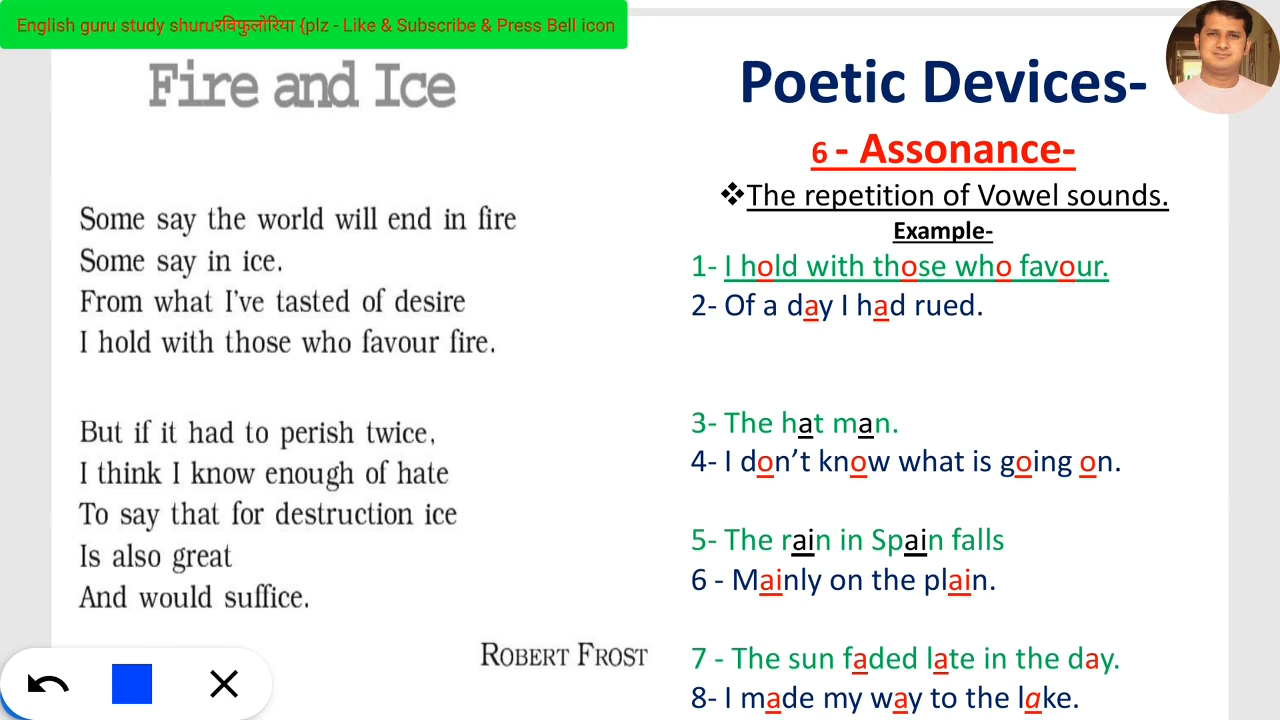 English guru study shuruरविफुलोरिया {plz - Like & Subscribe & Press Bell icon
Fire and Ice
Some say the world will end in fire
Some say in ice.
From what I've tasted of desire
I hold with those who favour fire.
But if it had to perish twice,
I think I know enough of hate
To say that for destruction ice
Is also great
And would suffice.
ROBERT FROST
Poetic Devices-
6 - Assonance-
❖The repetition of Vowel sounds.
Example-
1- I hold with those who favour.
2- Of a day I had rued.
3- The hat man.
4- I don't know what is going on.
5- The rain in Spain falls
6 - Mainly on the plain.
7 - The sun faded late in the day.
8- I made my way to the lake.